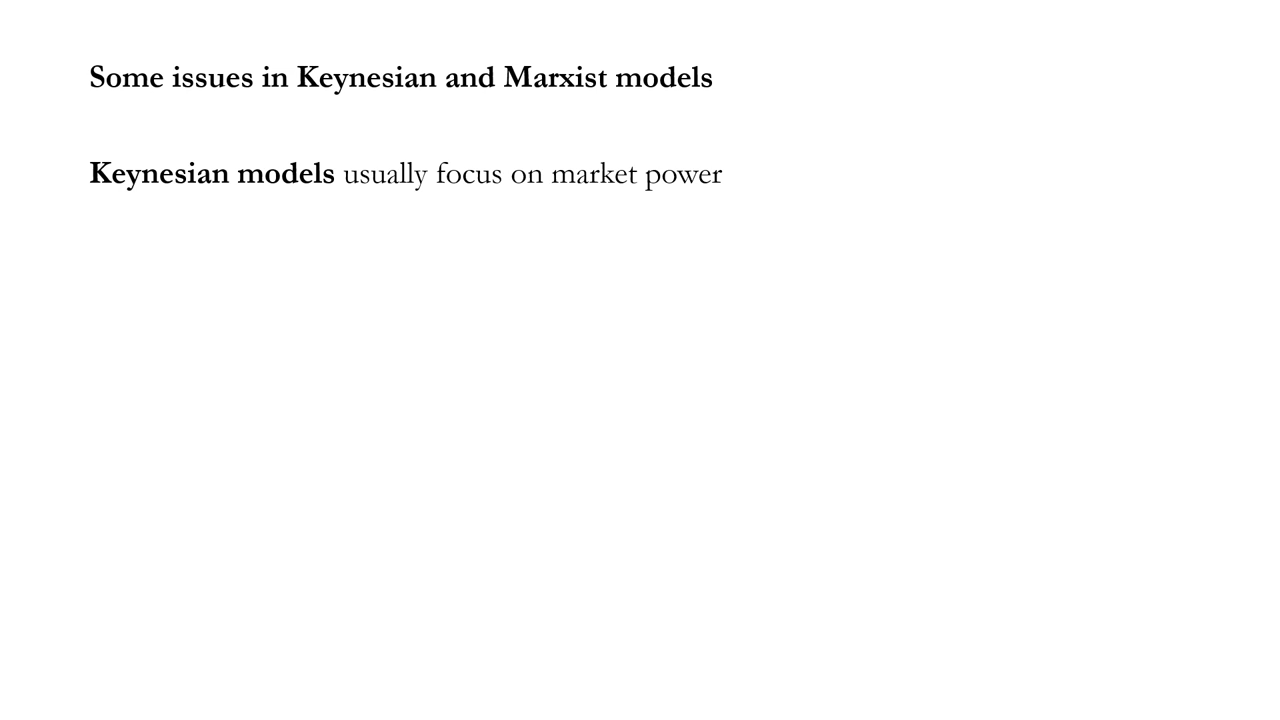 Some issues in Keynesian and Marxist models
Keynesian models usually focus on market power